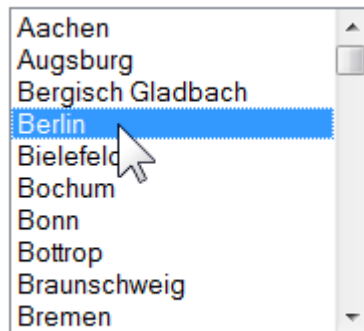 Aachen
Augsburg
Bergisch Gladbach
Berlin
Bielefeld
Bochum
Bonn
Bottrop
Braunschweig
Bremen